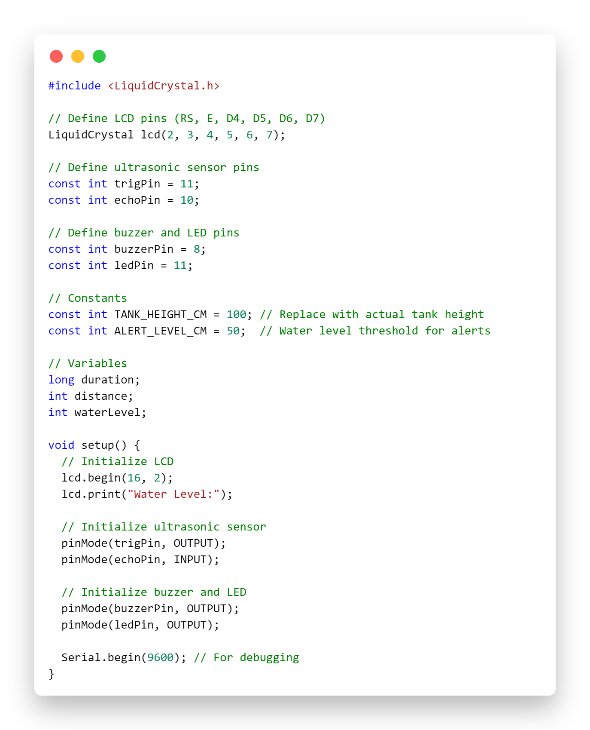 #include <LiquidCrystal.h>
// Define LCD pins (RS, E, D4, D5, D6, D7)
LiquidCrystal lcd(2, 3, 4, 5, 6, 7);
// Define ultrasonic sensor pins
const int trigPin = 11;
const int echoPin = 10;
// Define buzzer and LED pins
const int buzzerPin = 8;
const int ledPin = 11;
// Constants
const int TANK_HEIGHT_CM = 100; // Replace with actual tank height
const int ALERT_LEVEL_CM = 50;  // Water level threshold for alerts
// Variables
long duration;
int distance;
int waterLevel;
void setup() {
  // Initialize LCD
  lcd.begin(16, 2);
  lcd.print("Water Level:");
  // Initialize ultrasonic sensor
  pinMode(trigPin, OUTPUT);
  pinMode(echoPin, INPUT);
  // Initialize buzzer and LED
  pinMode(buzzerPin, OUTPUT);
  pinMode(ledPin, OUTPUT);
  Serial.begin(9600); // For debugging
}